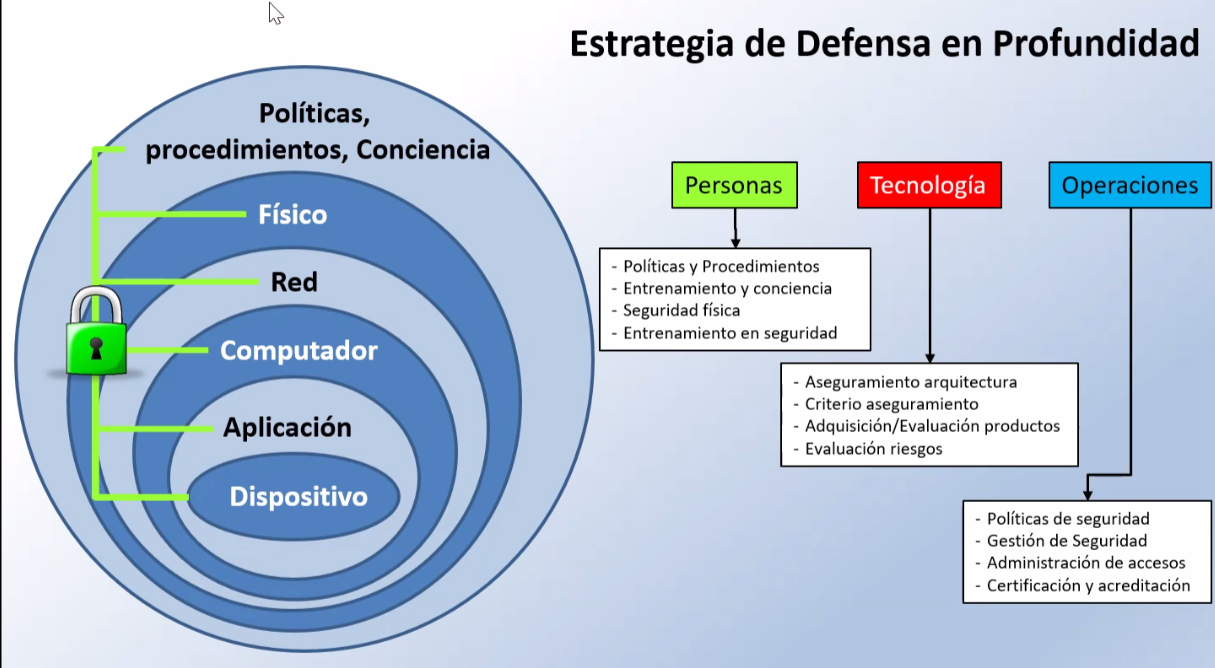 Estrategia de Defensa en Profundidad
Políticas,
procedimientos, Conciencia
Físico
Red
Computador
Aplicación
Dispositivo
Personas
- Políticas y Procedimientos
- Entrenamiento y conciencia
- Seguridad física
- Entrenamiento en seguridad
Tecnología
- Aseguramiento arquitectura
- Criterio aseguramiento
- Adquisición/Evaluación productos
- Evaluación riesgos
Operaciones
- Políticas de seguridad
- Gestión de Seguridad
- Administración de accesos
- Certificación y acreditación